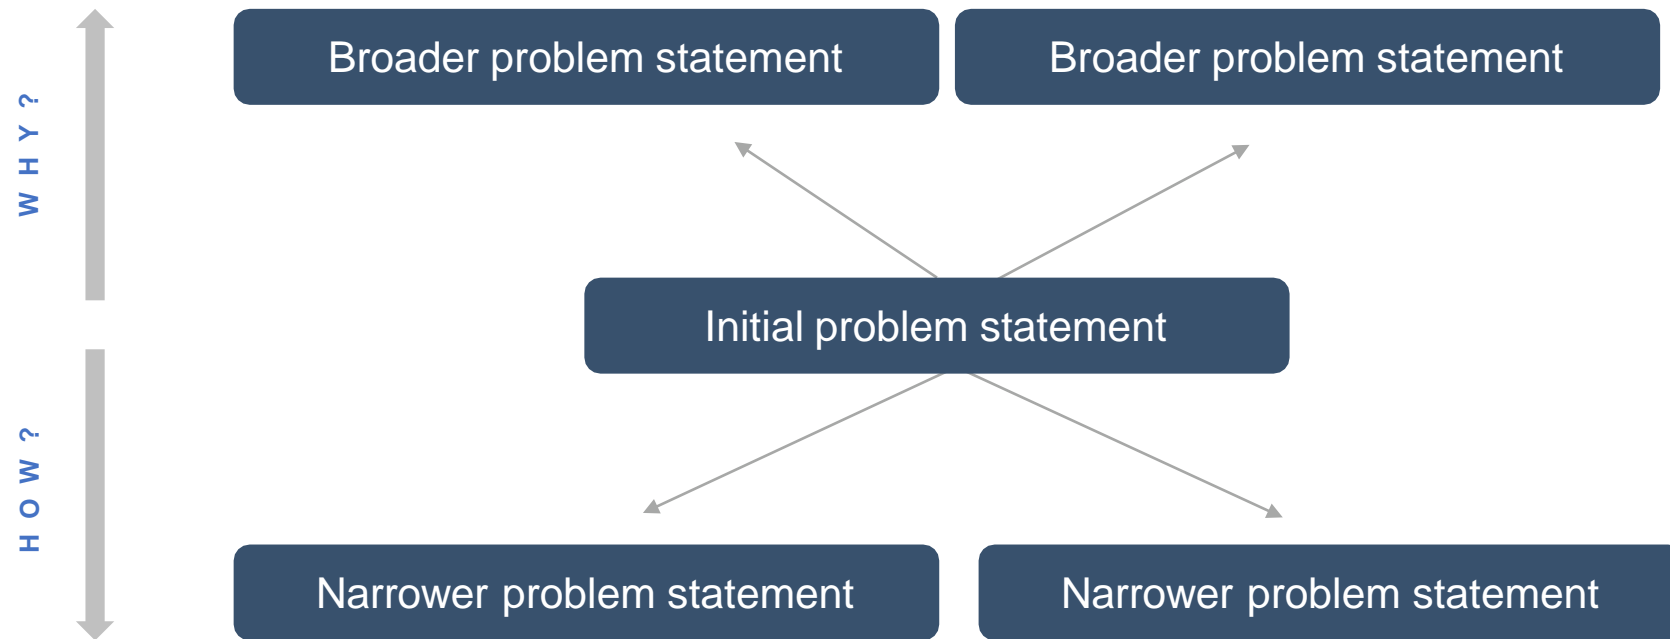 WHY?
Broader problem statement
Broader problem statement
Initial problem statement
HOW?
Narrower problem statement
Narrower problem statement